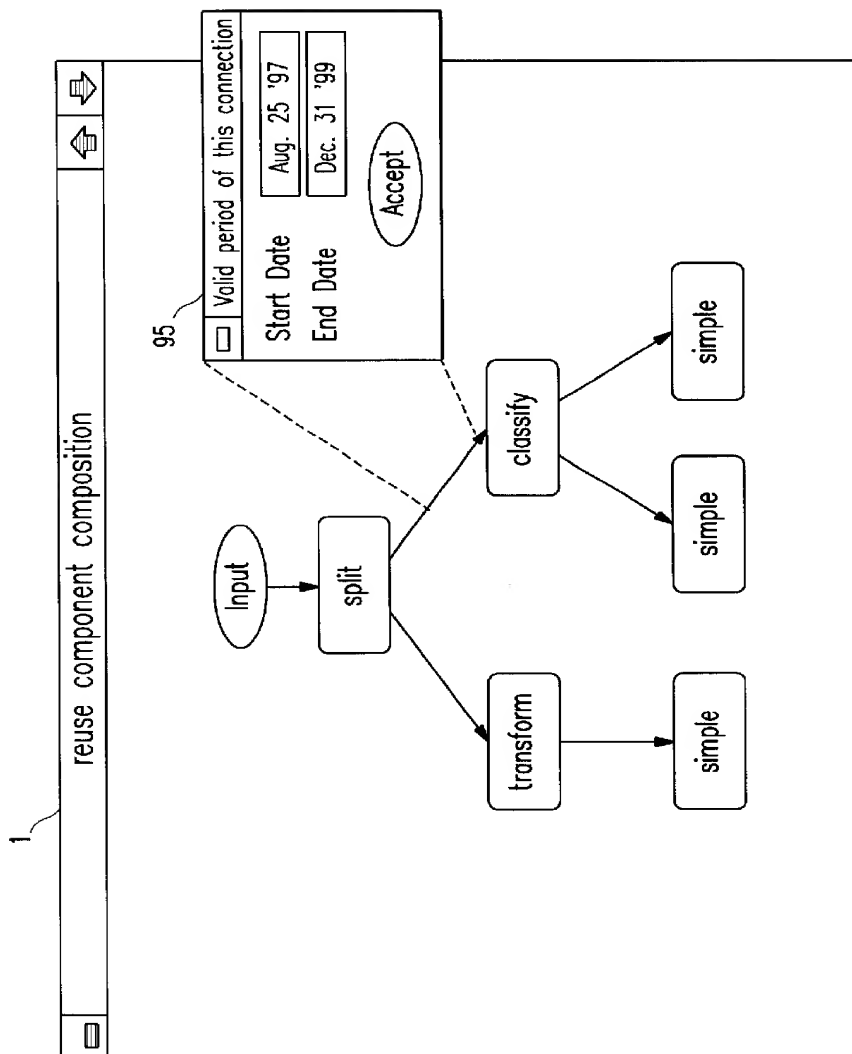 1
reuse component composition
95
Valid period of this connection
Start Date Aug. 25 '97
End Date Dec. 31 '99
Accept
Input
split
transform
classify
simple
simple
simple